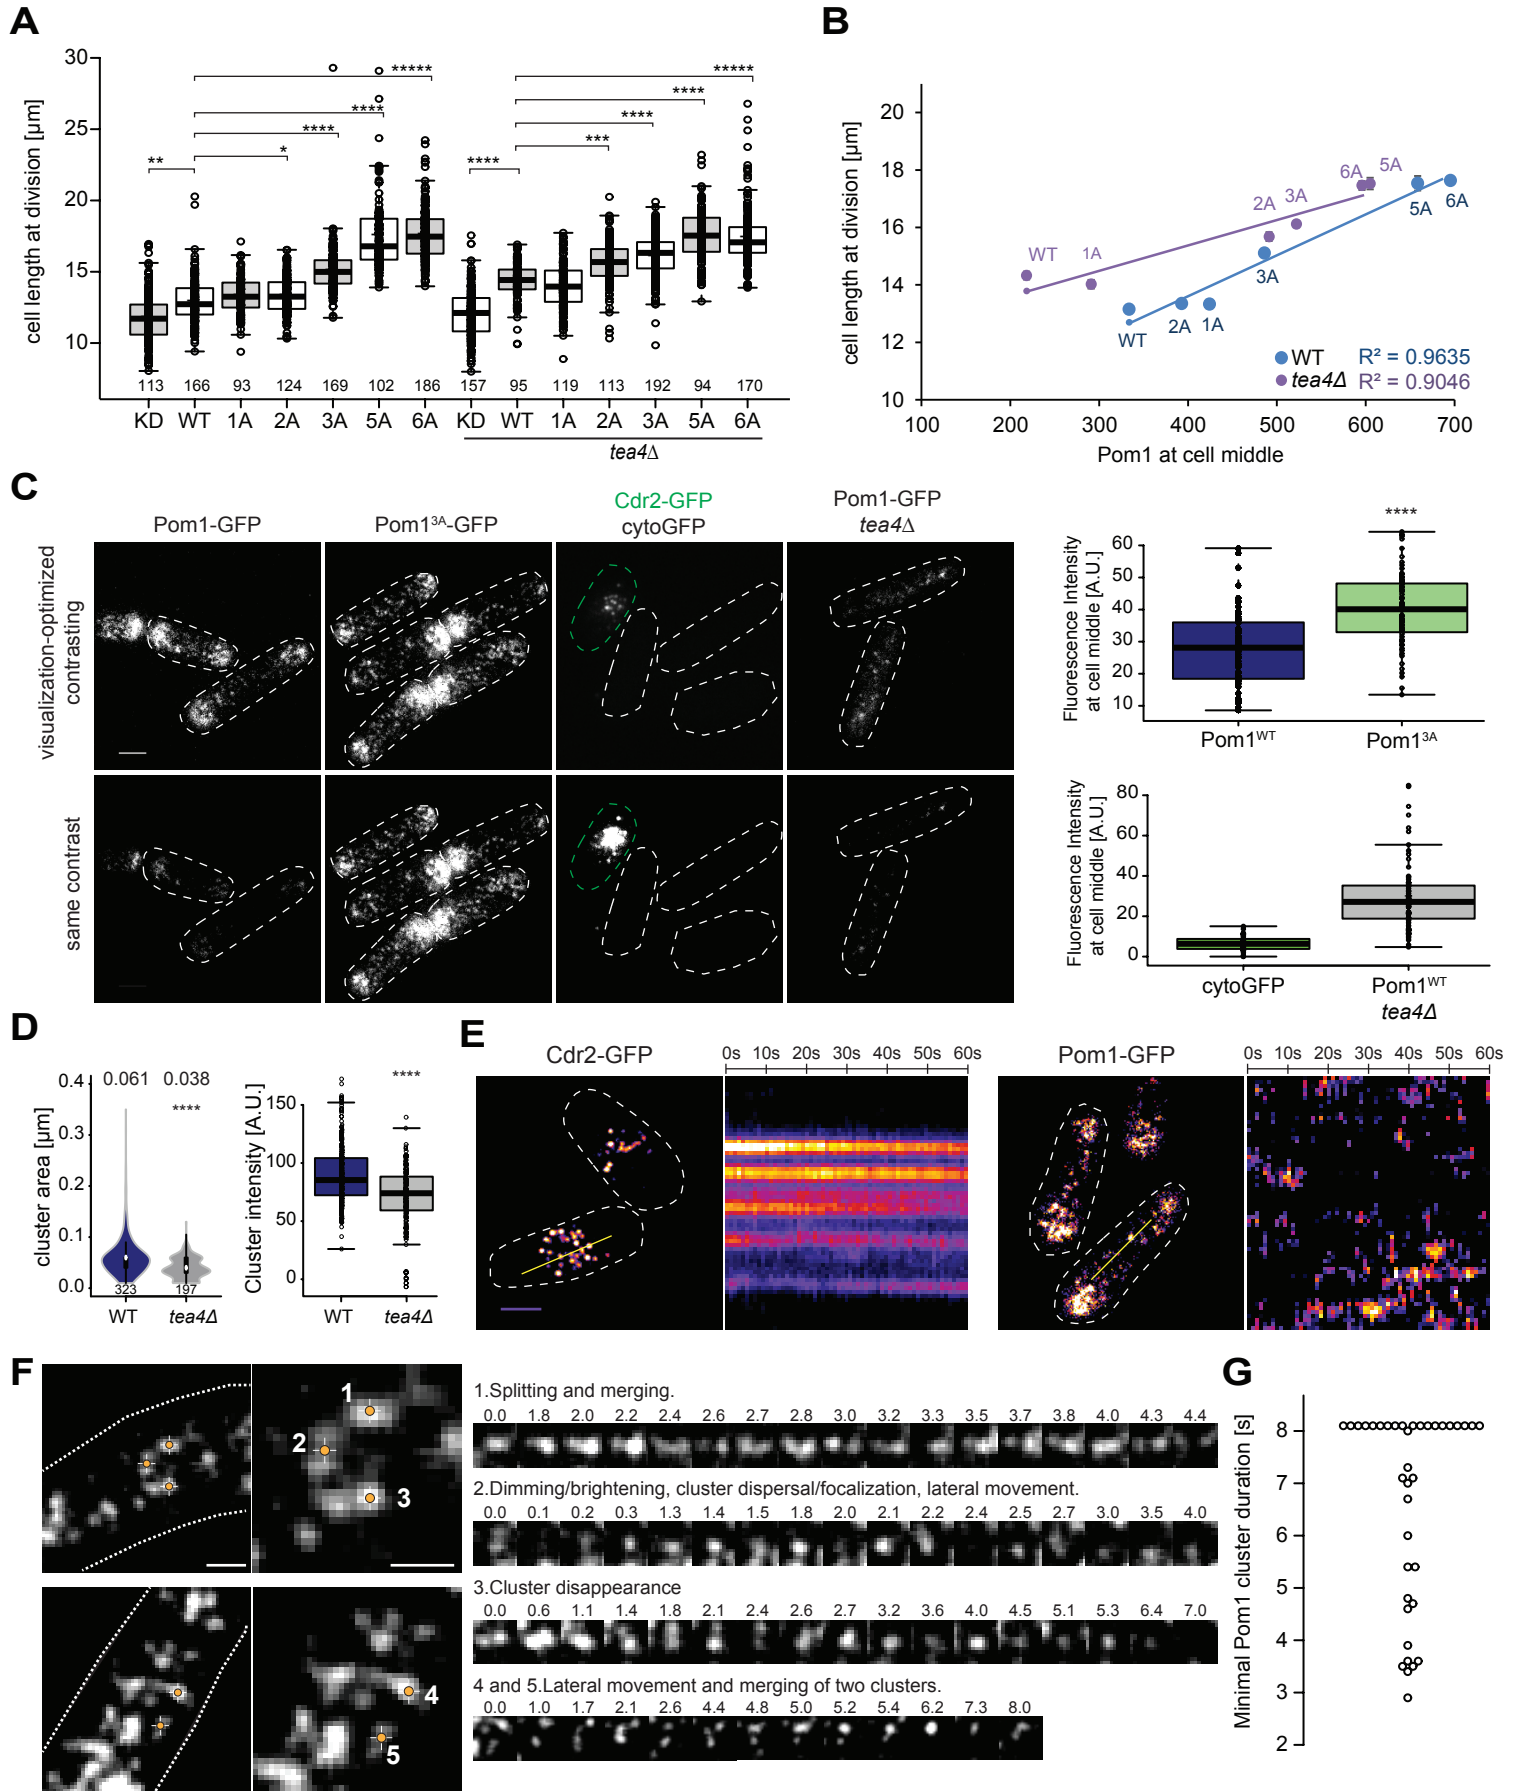 A
cell length at division [µm]
30
25
20
15
10
** **** **** ***** * **** *** **** **** *****
113 166 93 124 169 102 186 157 95 119 113 192 94 170
KD WT 1A 2A 3A 5A 6A KD WT 1A 2A 3A 5A 6A
tea4Δ
B
cell length at division [µm]
20
18
16
14
12
10
WT 1A 2A 3A 6A 5A
WT 2A 1A 3A 5A 6A
WT R² = 0.9635
tea4Δ R² = 0.9046
100 200 300 400 500 600 700
Pom1 at cell middle
C
Pom1-GFP
Pom1³ᴬ-GFP
Cdr2-GFP
cytoGFP
Pom1-GFP
tea4Δ
visualization-optimized
contrasting
same contrast
Fluorescence Intensity
at cell middle [A.U.]
60
50
40
30
20
10
****
Pom1ᵂᵀ Pom1³ᴬ
Fluorescence Intensity
at cell middle [A.U.]
80
60
40
20
0
cytoGFP Pom1ᵂᵀ
tea4Δ
D
cluster area [µm]
0.4
0.3
0.2
0.1
0.0
0.061 0.038
****
323 197
WT tea4Δ
Cluster intensity [A.U.]
150
100
50
0
****
WT tea4Δ
E
Cdr2-GFP
0s 10s 20s 30s 40s 50s 60s
Pom1-GFP
0s 10s 20s 30s 40s 50s 60s
F
1
2
3
4
5
1.Splitting and merging.
0.0 1.8 2.0 2.2 2.4 2.6 2.7 2.8 3.0 3.2 3.3 3.5 3.7 3.8 4.0 4.3 4.4
2.Dimming/brightening, cluster dispersal/focalization, lateral movement.
0.0 0.1 0.2 0.3 1.3 1.4 1.5 1.8 2.0 2.1 2.2 2.4 2.5 2.7 3.0 3.5 4.0
3.Cluster disappearance
0.0 0.6 1.1 1.4 1.8 2.1 2.4 2.6 2.7 3.2 3.6 4.0 4.5 5.1 5.3 6.4 7.0
4 and 5.Lateral movement and merging of two clusters.
0.0 1.0 1.7 2.1 2.6 4.4 4.8 5.0 5.2 5.4 6.2 7.3 8.0
G
Minimal Pom1 cluster duration [s]
8
7
6
5
4
3
2